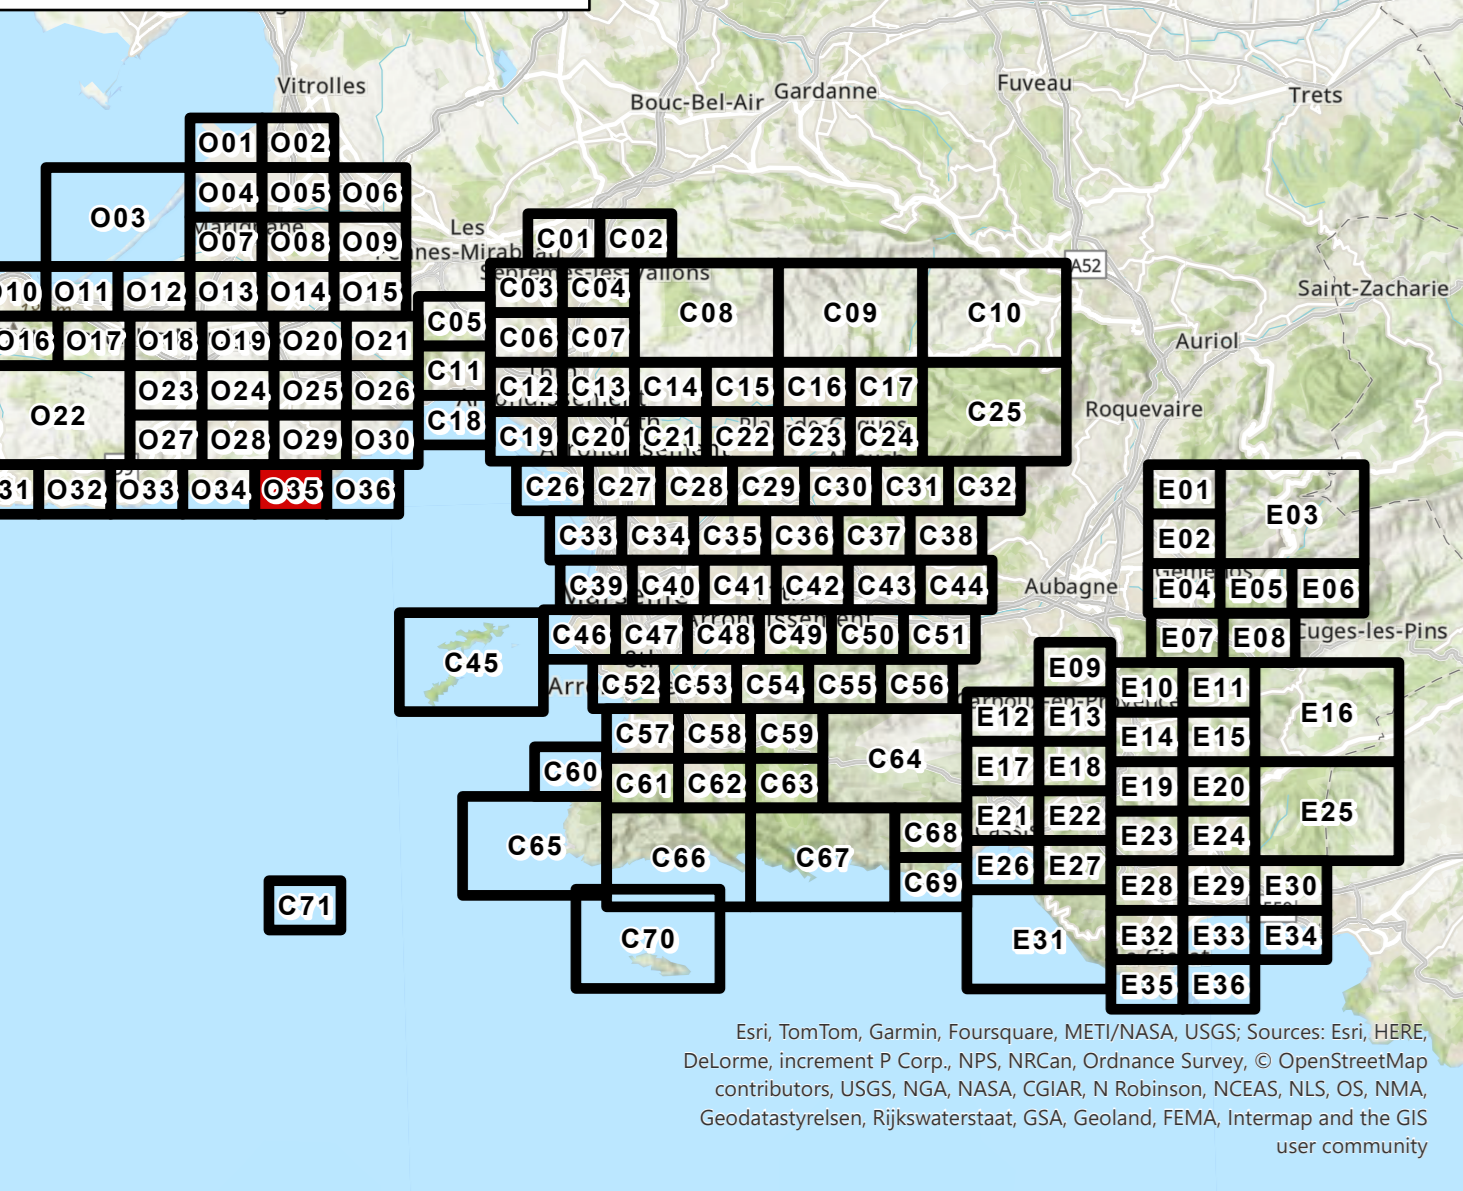 Vitrolles
Bouc-Bel-Air
Gardanne
Fuveau
Trets
O01 O02
O03 O04 O05 O06
O07 O08 O09
Les
C01 C02
A52
Saint-Zacharie
O11 O12 O13 O14 O15
C03 C04
C05 C08 C09 C10
O16 O17 O18 O19 O20 O21
C06 C07
Auriol
C11
O22 O23 O24 O25 O26
C12 C13 C14 C15 C16 C17
C25
Roquevaire
C18
O27 O28 O29 O30
C19 C20 C21 C22 C23 C24
31 O32 O33 O34 O35 O36
C26 C27 C28 C29 C30 C31 C32
E01 E03
C33 C34 C35 C36 C37 C38
E02
C39 C40 C41 C42 C43 C44
Aubagne
E04 E05 E06
C45 C46 C47 C48 C49 C50 C51
E07 E08
Cuges-les-Pins
C52 C53 C54 C55 C56
E09
E10 E11
E12 E13
E16
C57 C58 C59
C64
E14 E15
C60 C61 C62 C63
E17 E18
E19 E20
E25
C65 C66 C67 C68
E21 E22
E23 E24
C69
E26 E27
E28 E29 E30
C71
C70
E31
E32 E33 E34
E35 E36
Esri, TomTom, Garmin, Foursquare, METI/NASA, USGS; Sources: Esri, HERE,
DeLorme, increment P Corp., NPS, NRCan, Ordnance Survey, © OpenStreetMap
contributors, USGS, NGA, NASA, CGIAR, N Robinson, NCEAS, NLS, OS, NMA,
Geodatastyrelsen, Rijkswaterstaat, GSA, Geoland, FEMA, Intermap and the GIS
user community